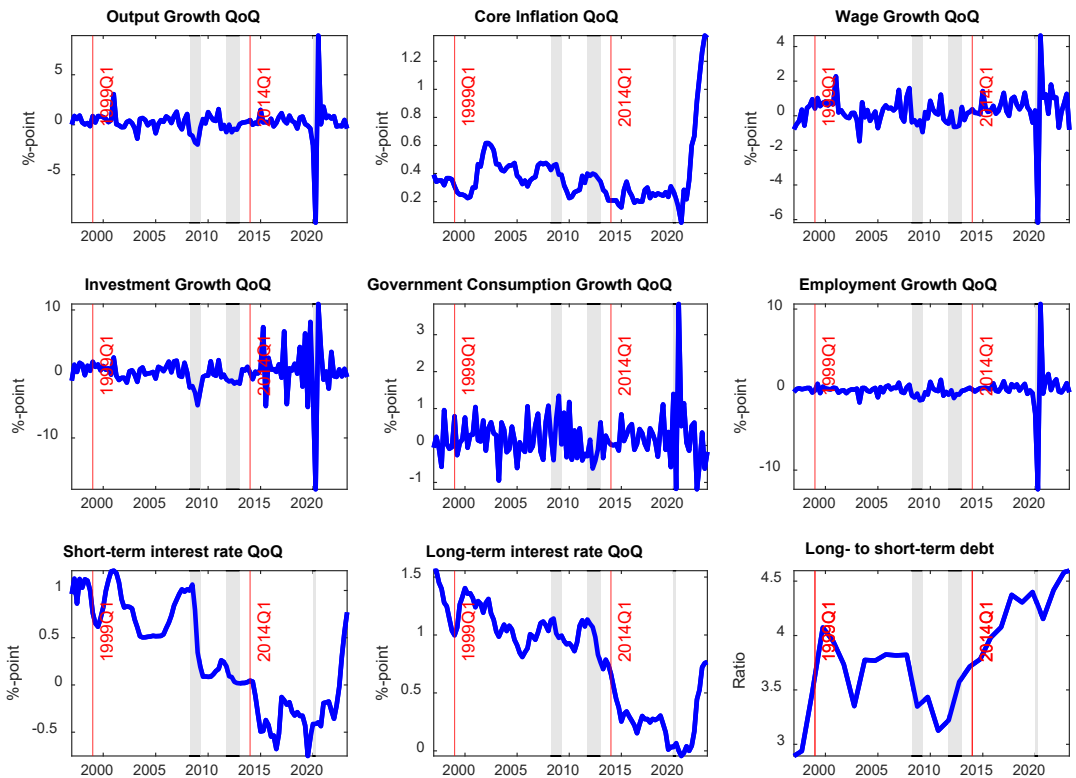 Output Growth QoQ
%-point
5
0
-5
1999Q1
2014Q1
2000 2005 2010 2015 2020
Core Inflation QoQ
%-point
1.2
1
0.8
0.6
0.4
0.2
1999Q1
2014Q1
2000 2005 2010 2015 2020
Wage Growth QoQ
%-point
4
2
0
-2
-4
-6
1999Q1
2014Q1
2000 2005 2010 2015 2020
Investment Growth QoQ
%-point
10
0
-10
1999Q1
2014Q1
2000 2005 2010 2015 2020
Government Consumption Growth QoQ
%-point
3
2
1
0
-1
1999Q1
2014Q1
2000 2005 2010 2015 2020
Employment Growth QoQ
%-point
10
0
-10
1999Q1
2014Q1
2000 2005 2010 2015 2020
Short-term interest rate QoQ
%-point
1
0.5
0
-0.5
1999Q1
2014Q1
2000 2005 2010 2015 2020
Long-term interest rate QoQ
%-point
1.5
1
0.5
0
1999Q1
2014Q1
2000 2005 2010 2015 2020
Long- to short-term debt
Ratio
4.5
4
3.5
3
1999Q1
2014Q1
2000 2005 2010 2015 2020